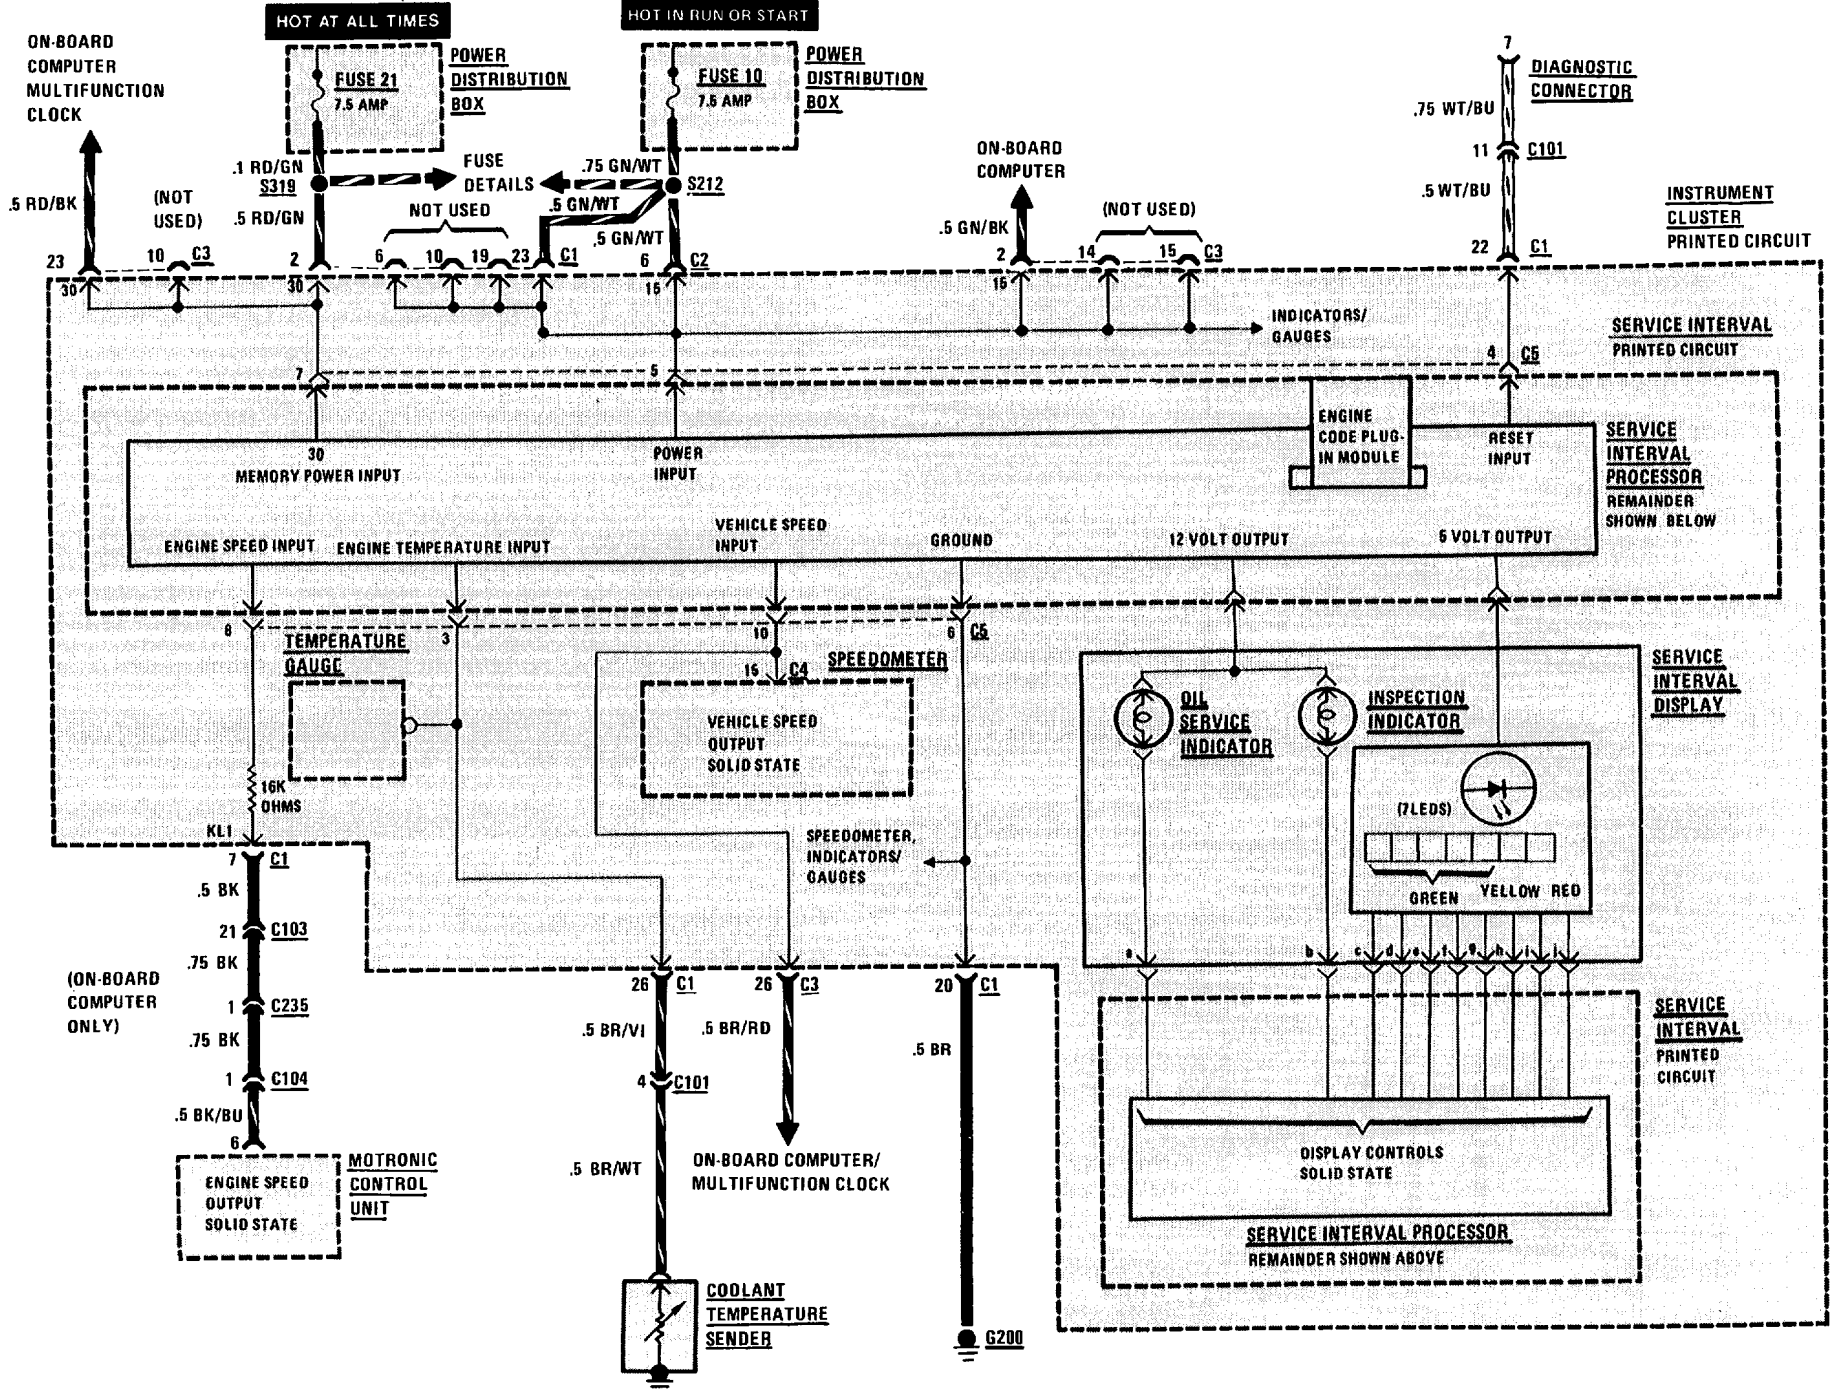 HOT AT ALL TIMES
HOT IN RUN OR START
ON-BOARD
COMPUTER
MULTIFUNCTION
CLOCK
FUSE 21
7.5 AMP
POWER
DISTRIBUTION
BOX
FUSE 10
7.5 AMP
POWER
DISTRIBUTION
BOX
7
DIAGNOSTIC
CONNECTOR
.75 WT/BU
11
C101
.5 WT/BU
22
C1
.5 RD/BK
(NOT
USED)
.1 RD/GN
S319
.5 RD/GN
FUSE
DETAILS
NOT USED
.75 GN/WT
S212
.5 GN/WT
.5 GN/WT
ON-BOARD
COMPUTER
.5 GN/BK
(NOT USED)
INSTRUMENT
CLUSTER
PRINTED CIRCUIT
23
10
C3
2
6
10
19
23
C1
6
C2
2
14
15
C3
30
30
15
15
INDICATORS/
GAUGES
SERVICE INTERVAL
PRINTED CIRCUIT
7
5
4
C5
30
MEMORY POWER INPUT
POWER
INPUT
ENGINE
CODE PLUG-
IN MODULE
RESET
INPUT
SERVICE
INTERVAL
PROCESSOR
REMAINDER
SHOWN BELOW
ENGINE SPEED INPUT
ENGINE TEMPERATURE INPUT
VEHICLE SPEED
INPUT
GROUND
12 VOLT OUTPUT
5 VOLT OUTPUT
8
3
10
6
C5
TEMPERATURE
GAUGE
15
C4
SPEEDOMETER
VEHICLE SPEED
OUTPUT
SOLID STATE
16K
OHMS
KL1
SPEEDOMETER,
INDICATORS/
GAUGES
OIL
SERVICE
INDICATOR
INSPECTION
INDICATOR
SERVICE
INTERVAL
DISPLAY
(7LEDS)
GREEN
YELLOW
RED
a
b
c
d
e
f
g
h
i
j
7
C1
.5 BK
21
C103
.75 BK
(ON-BOARD
COMPUTER
ONLY)
1
C235
.75 BK
1
C104
.5 BK/BU
6
ENGINE SPEED
OUTPUT
SOLID STATE
MOTRONIC
CONTROL
UNIT
26
C1
.5 BR/VI
4
C101
.5 BR/WT
COOLANT
TEMPERATURE
SENDER
26
C3
.5 BR/RD
ON-BOARD COMPUTER/
MULTIFUNCTION CLOCK
20
C1
.5 BR
G200
SERVICE
INTERVAL
PRINTED
CIRCUIT
DISPLAY CONTROLS
SOLID STATE
SERVICE INTERVAL PROCESSOR
REMAINDER SHOWN ABOVE